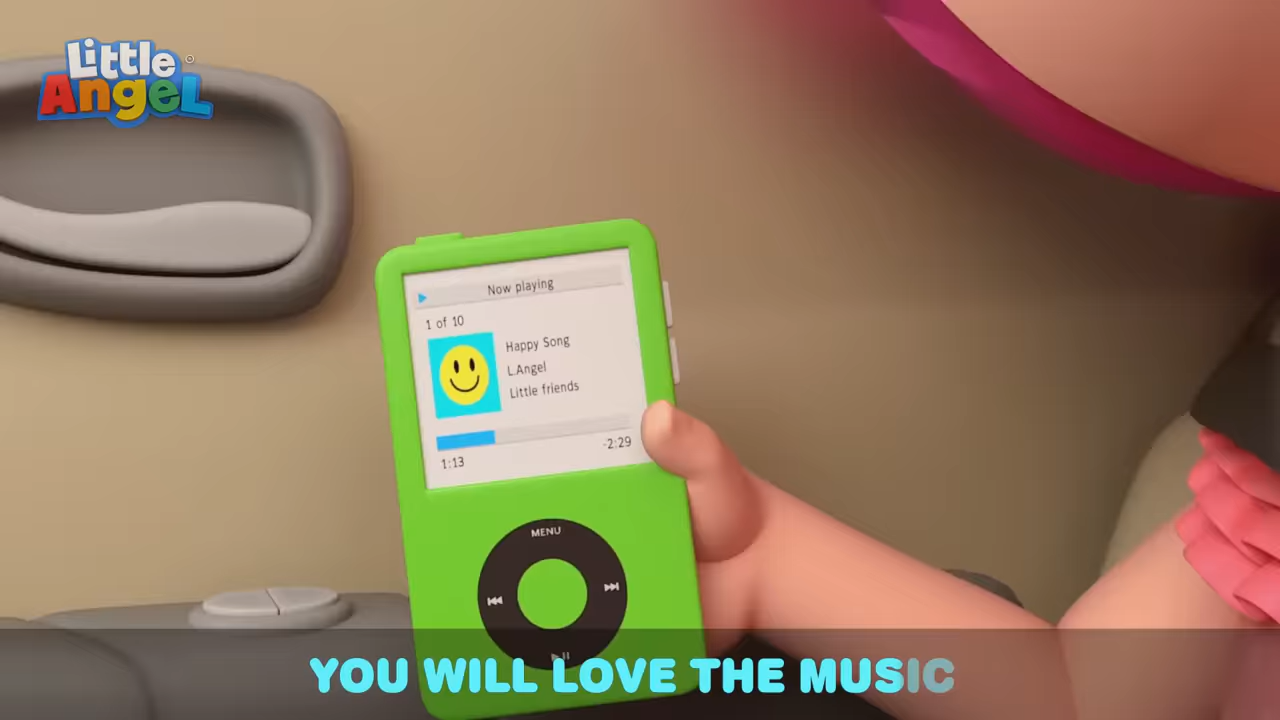 Little
Angel
Now playing
1 of 10
Happy Song
L.Angel
Little friends
1:13
-2:29
MENU
YOU WILL LOVE THE MUSIC